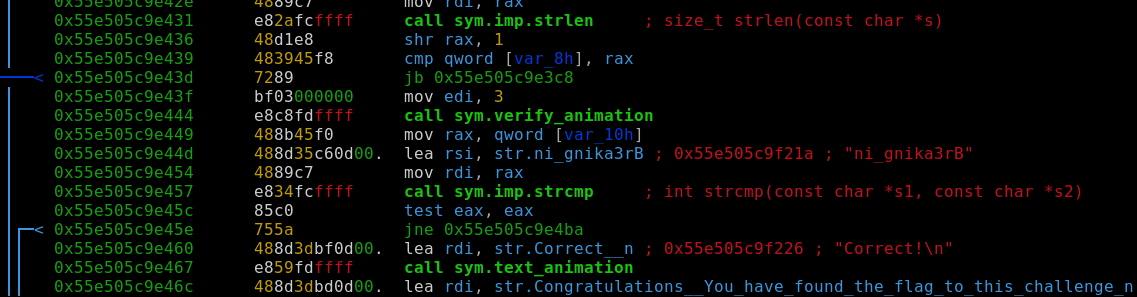 0x55e505c9e42e 4889c7 mov rdi, rax
0x55e505c9e431 e82afcffff call sym.imp.strlen ; size_t strlen(const char *s)
0x55e505c9e436 48d1e8 shr rax, 1
0x55e505c9e439 483945f8 cmp qword [var_8h], rax
< 0x55e505c9e43d 7289 jb 0x55e505c9e3c8
0x55e505c9e43f bf03000000 mov edi, 3
0x55e505c9e444 e8c8fdffff call sym.verify_animation
0x55e505c9e449 488b45f0 mov rax, qword [var_10h]
0x55e505c9e44d 488d35c60d00. lea rsi, str.ni_gnika3rB ; 0x55e505c9f21a ; "ni_gnika3rB"
0x55e505c9e454 4889c7 mov rdi, rax
0x55e505c9e457 e834fcffff call sym.imp.strcmp ; int strcmp(const char *s1, const char *s2)
0x55e505c9e45c 85c0 test eax, eax
< 0x55e505c9e45e 755a jne 0x55e505c9e4ba
0x55e505c9e460 488d3dbf0d00. lea rdi, str.Correct__n ; 0x55e505c9f226 ; "Correct!\n"
0x55e505c9e467 e859fdffff call sym.text_animation
0x55e505c9e46c 488d3dbd0d00. lea rdi, str.Congratulations__You_have_found_the_flag_to_this_challenge_n